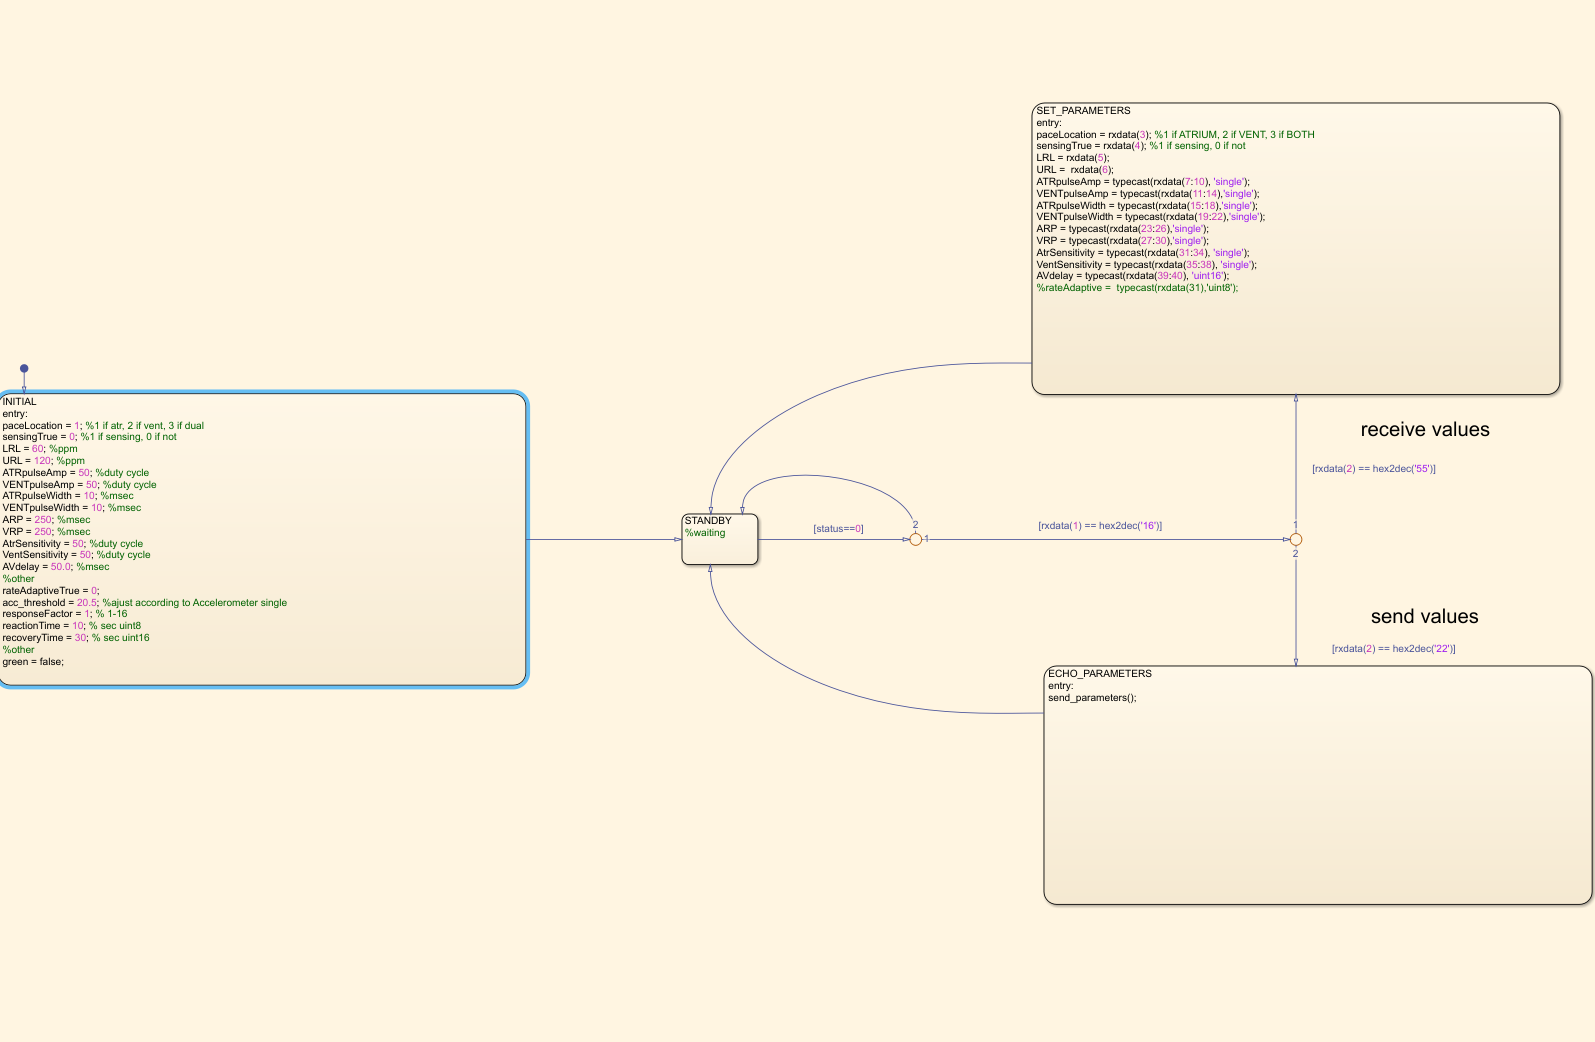 SET_PARAMETERS
entry:
paceLocation = rxdata(3); %1 if ATRIUM, 2 if VENT, 3 if BOTH
sensingTrue = rxdata(4); %1 if sensing, 0 if not
LRL = rxdata(5);
URL =  rxdata(6);
ATRpulseAmp = typecast(rxdata(7:10), 'single');
VENTpulseAmp = typecast(rxdata(11:14),'single');
ATRpulseWidth = typecast(rxdata(15:18),'single');
VENTpulseWidth = typecast(rxdata(19:22),'single');
ARP = typecast(rxdata(23:26),'single');
VRP = typecast(rxdata(27:30),'single');
AtrSensitivity = typecast(rxdata(31:34), 'single');
VentSensitivity = typecast(rxdata(35:38), 'single');
AVdelay = typecast(rxdata(39:40), 'uint16');
%rateAdaptive =  typecast(rxdata(31),'uint8');
INITIAL
entry:
paceLocation = 1; %1 if atr, 2 if vent, 3 if dual
sensingTrue = 0; %1 if sensing, 0 if not
LRL = 60; %ppm
URL = 120; %ppm
ATRpulseAmp = 50; %duty cycle
VENTpulseAmp = 50; %duty cycle
ATRpulseWidth = 10; %msec
VENTpulseWidth = 10; %msec
ARP = 250; %msec
VRP = 250; %msec
AtrSensitivity = 50; %duty cycle
VentSensitivity = 50; %duty cycle
AVdelay = 50.0; %msec
%other
rateAdaptiveTrue = 0;
acc_threshold = 20.5; %ajust according to Accelerometer single
responseFactor = 1; % 1-16
reactionTime = 10; % sec uint8
recoveryTime = 30; % sec uint16
%other
green = false;
STANDBY
%waiting
[status==0]
2
1
[rxdata(1) == hex2dec('16')]
receive values
[rxdata(2) == hex2dec('55')]
1
2
send values
[rxdata(2) == hex2dec('22')]
ECHO_PARAMETERS
entry:
send_parameters();